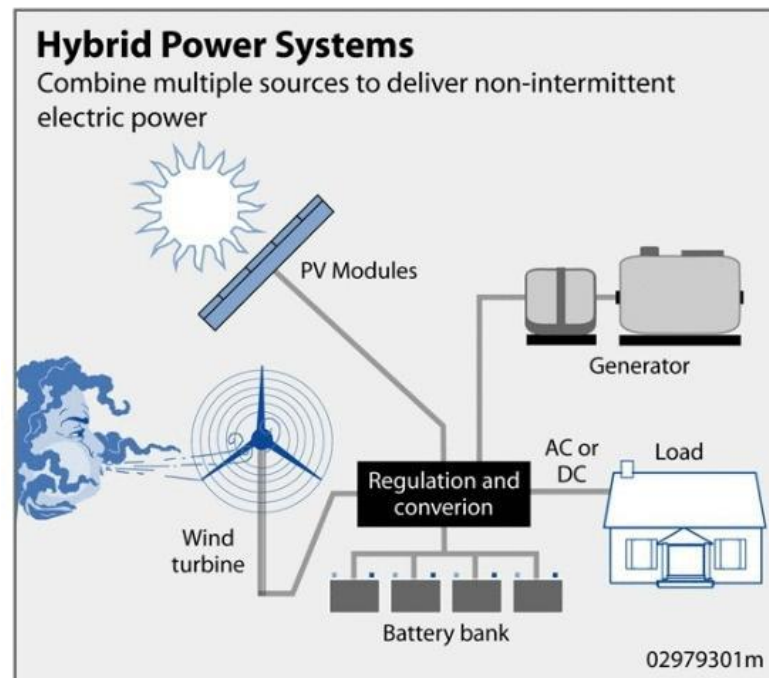 Hybrid Power Systems
Combine multiple sources to deliver non-intermittent
electric power
PV Modules
Generator
AC or
DC
Load
Regulation and
converion
Wind
turbine
Battery bank
02979301m